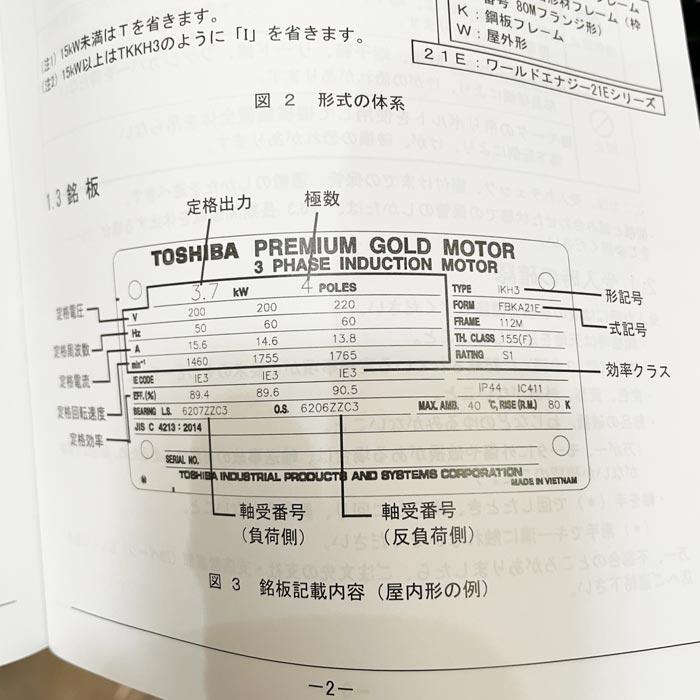 (注1) 15kW未満はTを省きます。
(注2) 15kW以上はTKKH3のように「I」を省きます。
号 80Mフランジ形)
K：鋼板フレーム
W：屋外形
21E：ワールドエナジー21Eシリーズ
図 2 形式の体系
1.3 銘 板
定格出力
極数
TOSHIBA PREMIUM GOLD MOTOR
3 PHASE INDUCTION MOTOR
3.7 kW 4 POLES
V 200 200 220
Hz 50 60 60
A 15.6 14.6 13.8
min⁻¹ 1460 1755 1765
IE CODE IE3 IE3 IE3
EFF.(%) 89.4 89.6 90.5
BEARING L.S. 6207ZZC3 O.S. 6206ZZC3
JIS C 4213 : 2014
TYPE IKH3
FORM FBKA21E
FRAME 112M
TH. CLASS 155(F)
RATING S1
IP44 IC411
MAX. AMB. 40 ℃, RISE(R.M.) 80 K
SERIAL NO.
TOSHIBA INDUSTRIAL PRODUCTS AND SYSTEMS CORPORATION
MADE IN VIETNAM
定格電圧
定格周波数
定格電流
定格回転速度
定格効率
形記号
式記号
効率クラス
軸受番号
(負荷側)
軸受番号
(反負荷側)
図 3 銘板記載内容（屋内形の例）
－2－